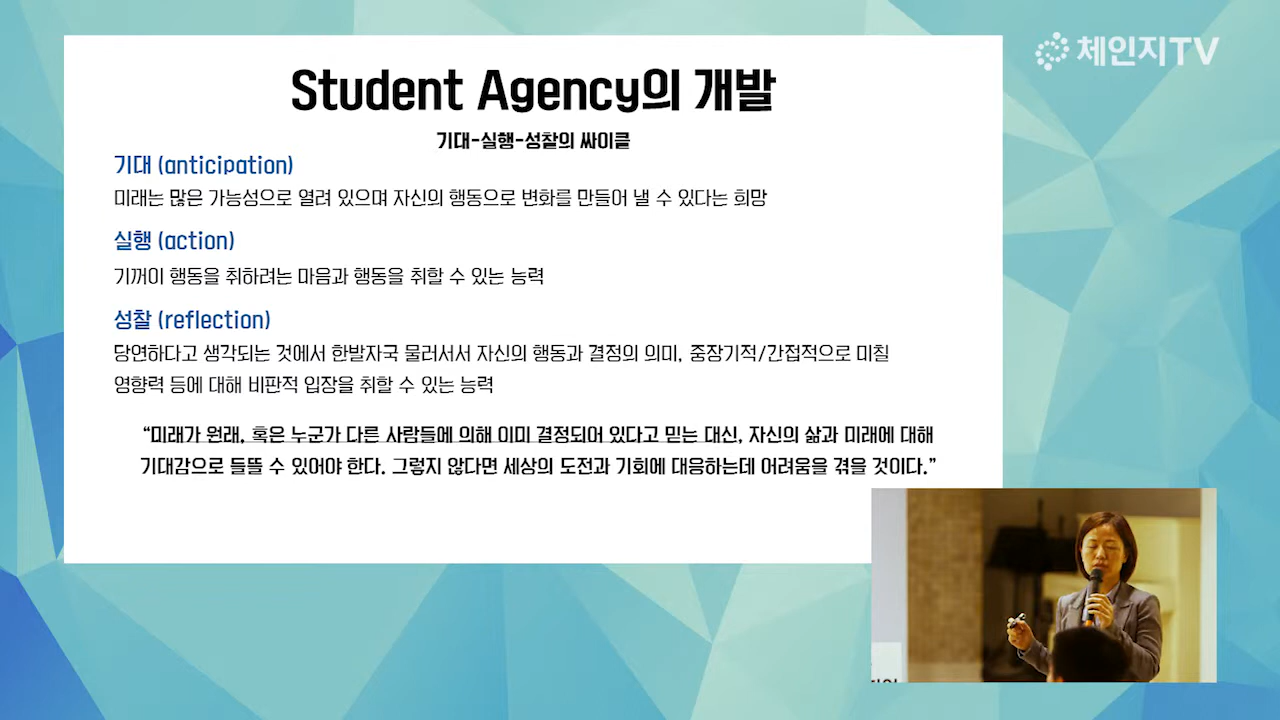 체인지TV
Student Agency의 개발
기대-실행-성찰의 싸이클
기대 (anticipation)
미래는 많은 가능성으로 열려 있으며 자신의 행동으로 변화를 만들어 낼 수 있다는 희망
실행 (action)
기꺼이 행동을 취하려는 마음과 행동을 취할 수 있는 능력
성찰 (reflection)
당연하다고 생각되는 것에서 한발자국 물러서서 자신의 행동과 결정의 의미, 중장기적/간접적으로 미칠
영향력 등에 대해 비판적 입장을 취할 수 있는 능력
“미래가 원래, 혹은 누군가 다른 사람들에 의해 이미 결정되어 있다고 믿는 대신, 자신의 삶과 미래에 대해
기대감으로 들뜰 수 있어야 한다. 그렇지 않다면 세상의 도전과 기회에 대응하는데 어려움을 겪을 것이다.”